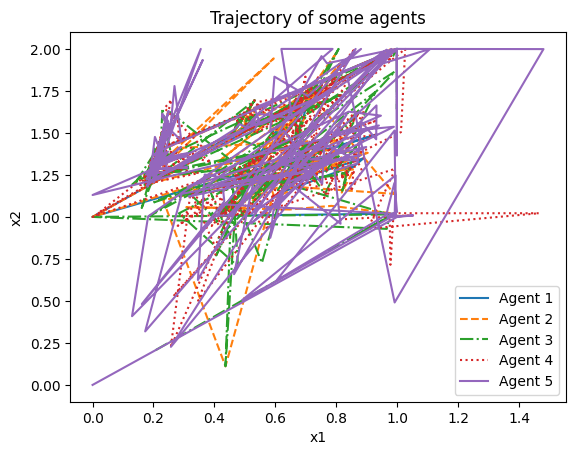 Trajectory of some agents
x2
2.00
1.75
1.50
1.25
1.00
0.75
0.50
0.25
0.00
Agent 1
Agent 2
Agent 3
Agent 4
Agent 5
0.0 0.2 0.4 0.6 0.8 1.0 1.2 1.4
x1